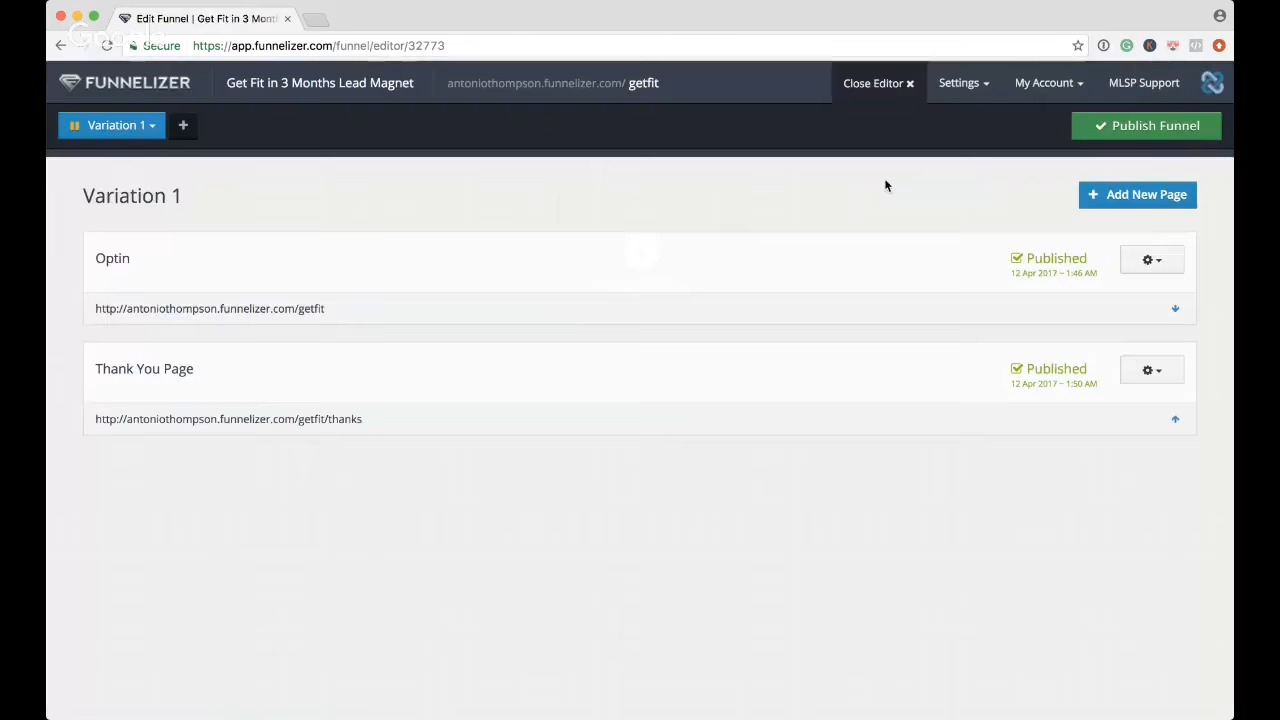 Edit Funnel | Get Fit in 3 Mont
Google
Secure https://app.funnelizer.com/funnel/editor/32773
FUNNELIZER Get Fit in 3 Months Lead Magnet antoniothompson.funnelizer.com/ getfit Close Editor Settings My Account MLSP Support
Variation 1 + Publish Funnel
Variation 1 + Add New Page
Optin Published
12 Apr 2017 – 1:46 AM
http://antoniothompson.funnelizer.com/getfit
Thank You Page Published
12 Apr 2017 – 1:50 AM
http://antoniothompson.funnelizer.com/getfit/thanks